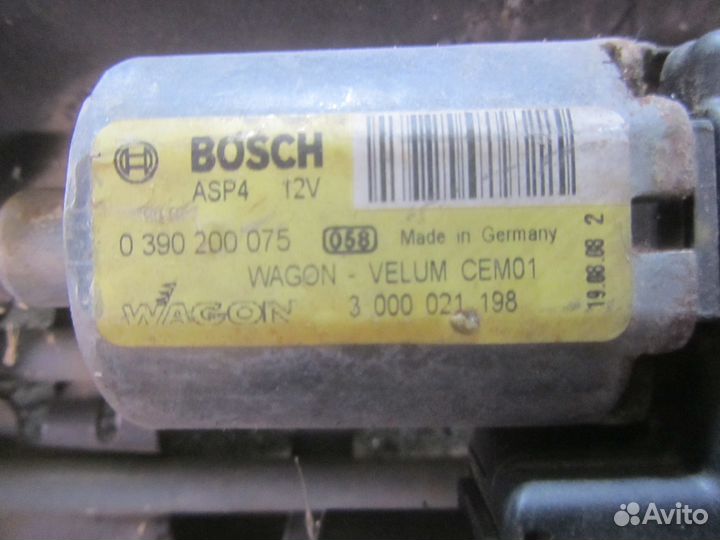 BOSCH
ASP4 12V
0 390 200 075 058 Made in Germany
WAGON - VELUM CEM01
WAGON 3 000 021 198
19.08.08 2
Avito